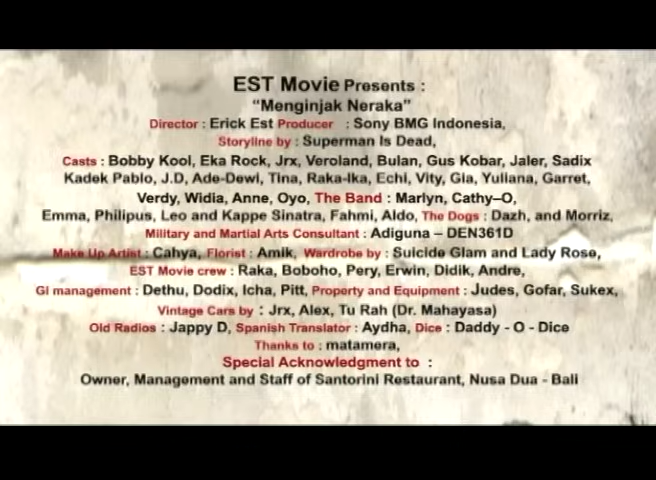 EST Movie Presents :
“Menginjak Neraka”
Director : Erick Est Producer : Sony BMG Indonesia,
Storyline by : Superman Is Dead,
Casts : Bobby Kool, Eka Rock, Jrx, Veroland, Bulan, Gus Kobar, Jaler, Sadix
Kadek Pablo, J.D, Ade-Dewi, Tina, Raka-Ika, Echi, Vity, Gia, Yuliana, Garret,
Verdy, Widia, Anne, Oyo, The Band : Marlyn, Cathy–O,
Emma, Philipus, Leo and Kappe Sinatra, Fahmi, Aldo, The Dogs : Dazh, and Morriz,
Military and Martial Arts Consultant : Adiguna – DEN361D
Make Up Artist : Cahya, Florist : Amik, Wardrobe by : Suicide Glam and Lady Rose,
EST Movie crew : Raka, Boboho, Pery, Erwin, Didik, Andre,
GI management : Dethu, Dodix, Icha, Pitt, Property and Equipment : Judes, Gofar, Sukex,
Vintage Cars by : Jrx, Alex, Tu Rah (Dr. Mahayasa)
Old Radios : Jappy D, Spanish Translator : Aydha, Dice : Daddy - O - Dice
Thanks to : matamera,
Special Acknowledgment to :
Owner, Management and Staff of Santorini Restaurant, Nusa Dua - Bali